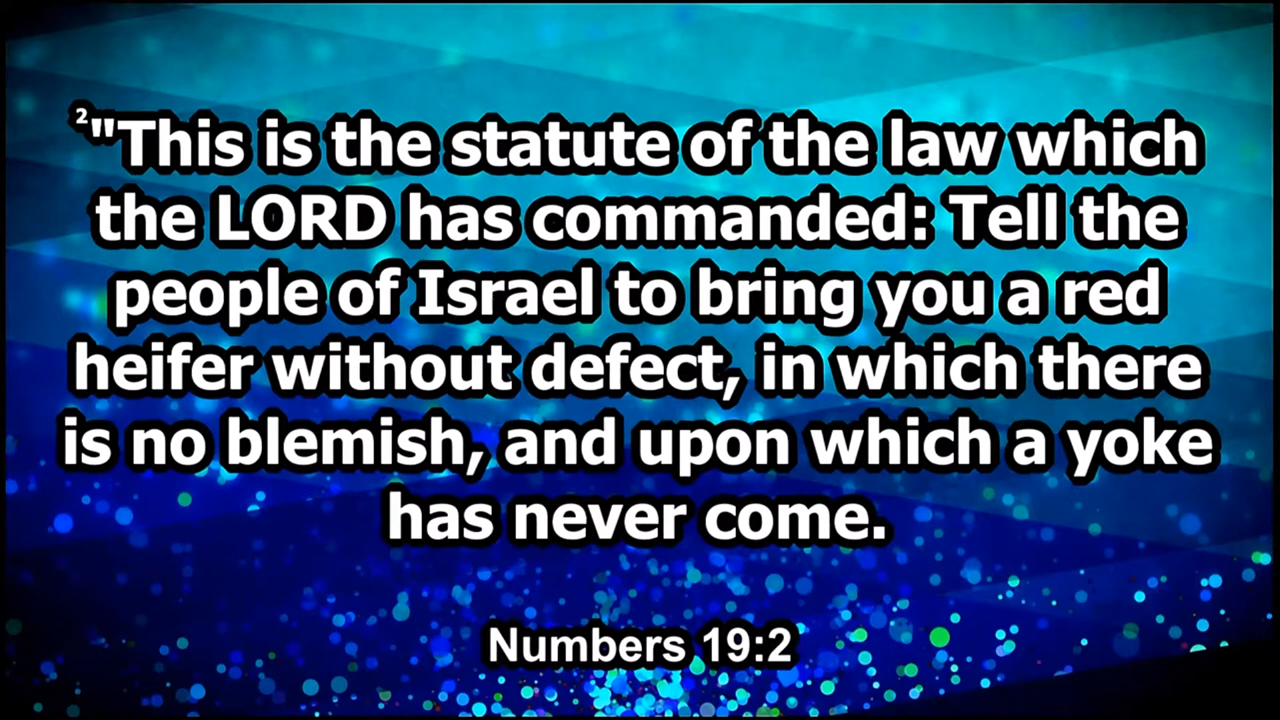 ²"This is the statute of the law which
the LORD has commanded: Tell the
people of Israel to bring you a red
heifer without defect, in which there
is no blemish, and upon which a yoke
has never come.
Numbers 19:2